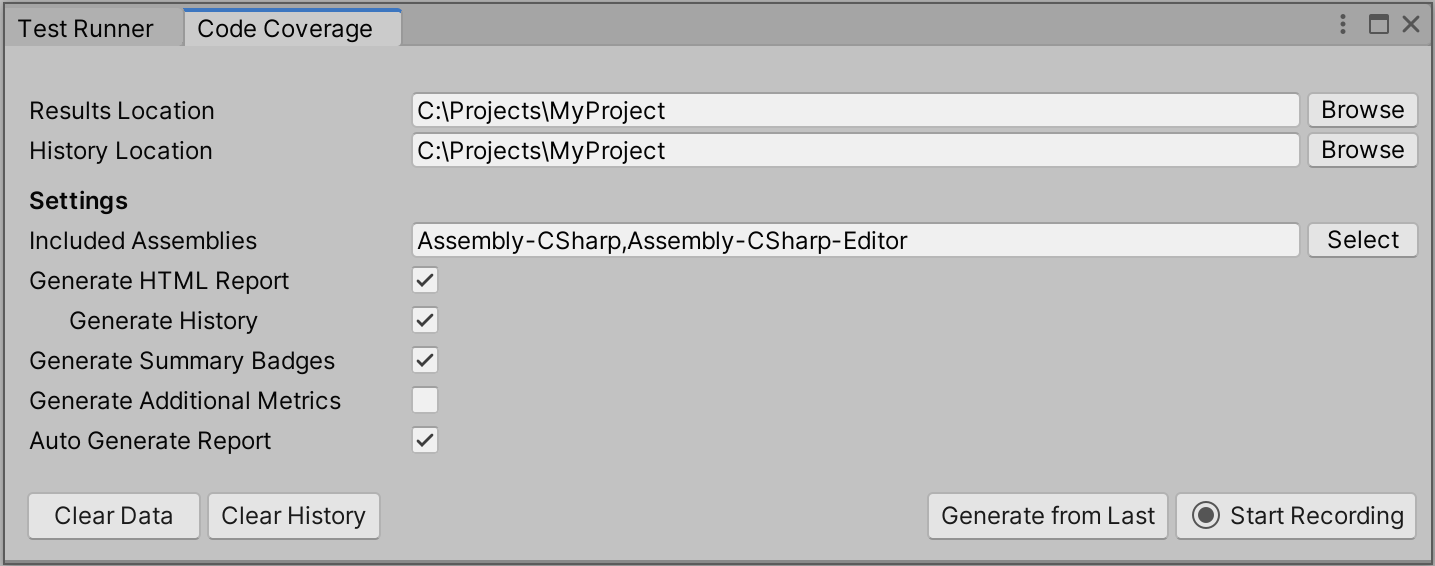 Test Runner Code Coverage
Results Location C:\Projects\MyProject Browse
History Location C:\Projects\MyProject Browse
Settings
Included Assemblies Assembly-CSharp,Assembly-CSharp-Editor Select
Generate HTML Report
Generate History
Generate Summary Badges
Generate Additional Metrics
Auto Generate Report
Clear Data Clear History Generate from Last Start Recording